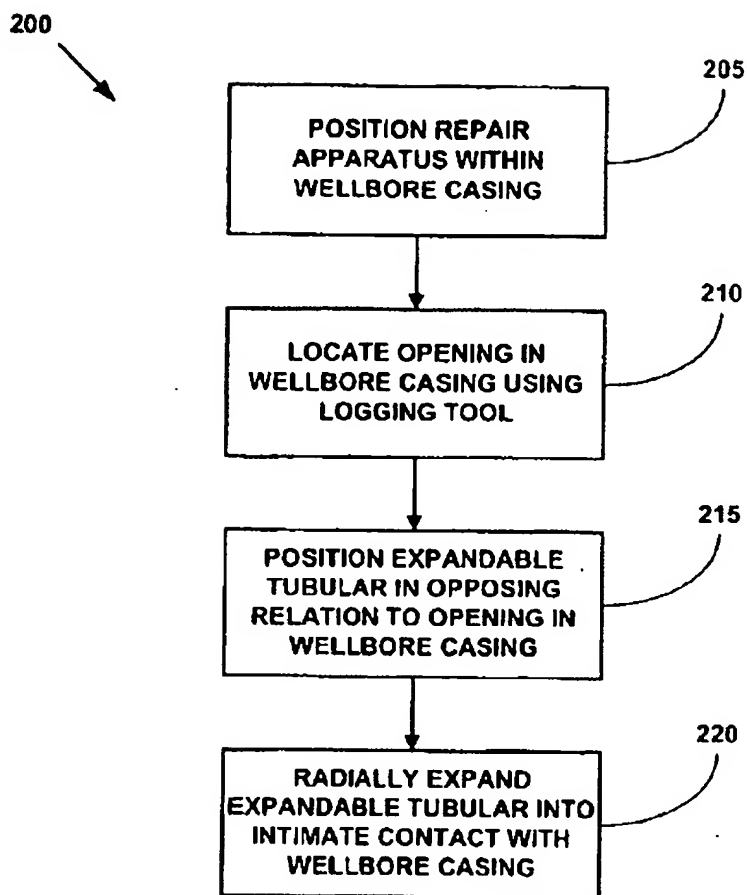 200
205
POSITION REPAIR
APPARATUS WITHIN
WELLBORE CASING
210
LOCATE OPENING IN
WELLBORE CASING USING
LOGGING TOOL
215
POSITION EXPANDABLE
TUBULAR IN OPPOSING
RELATION TO OPENING IN
WELLBORE CASING
220
RADIALLY EXPAND
EXPANDABLE TUBULAR INTO
INTIMATE CONTACT WITH
WELLBORE CASING